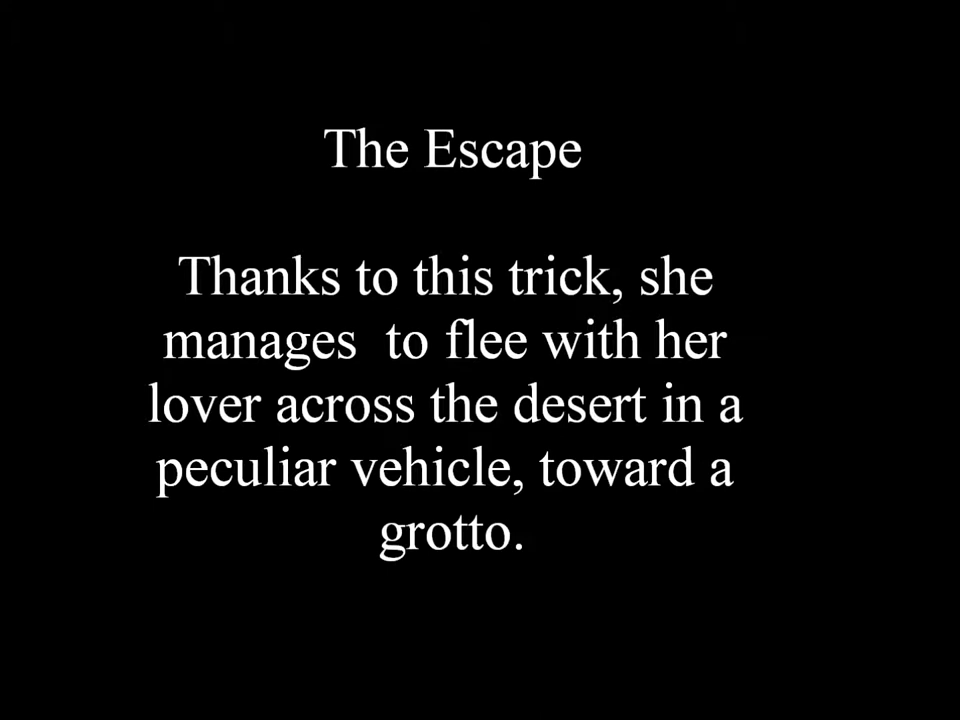 The Escape
Thanks to this trick, she
manages  to flee with her
lover across the desert in a
peculiar vehicle, toward a
grotto.